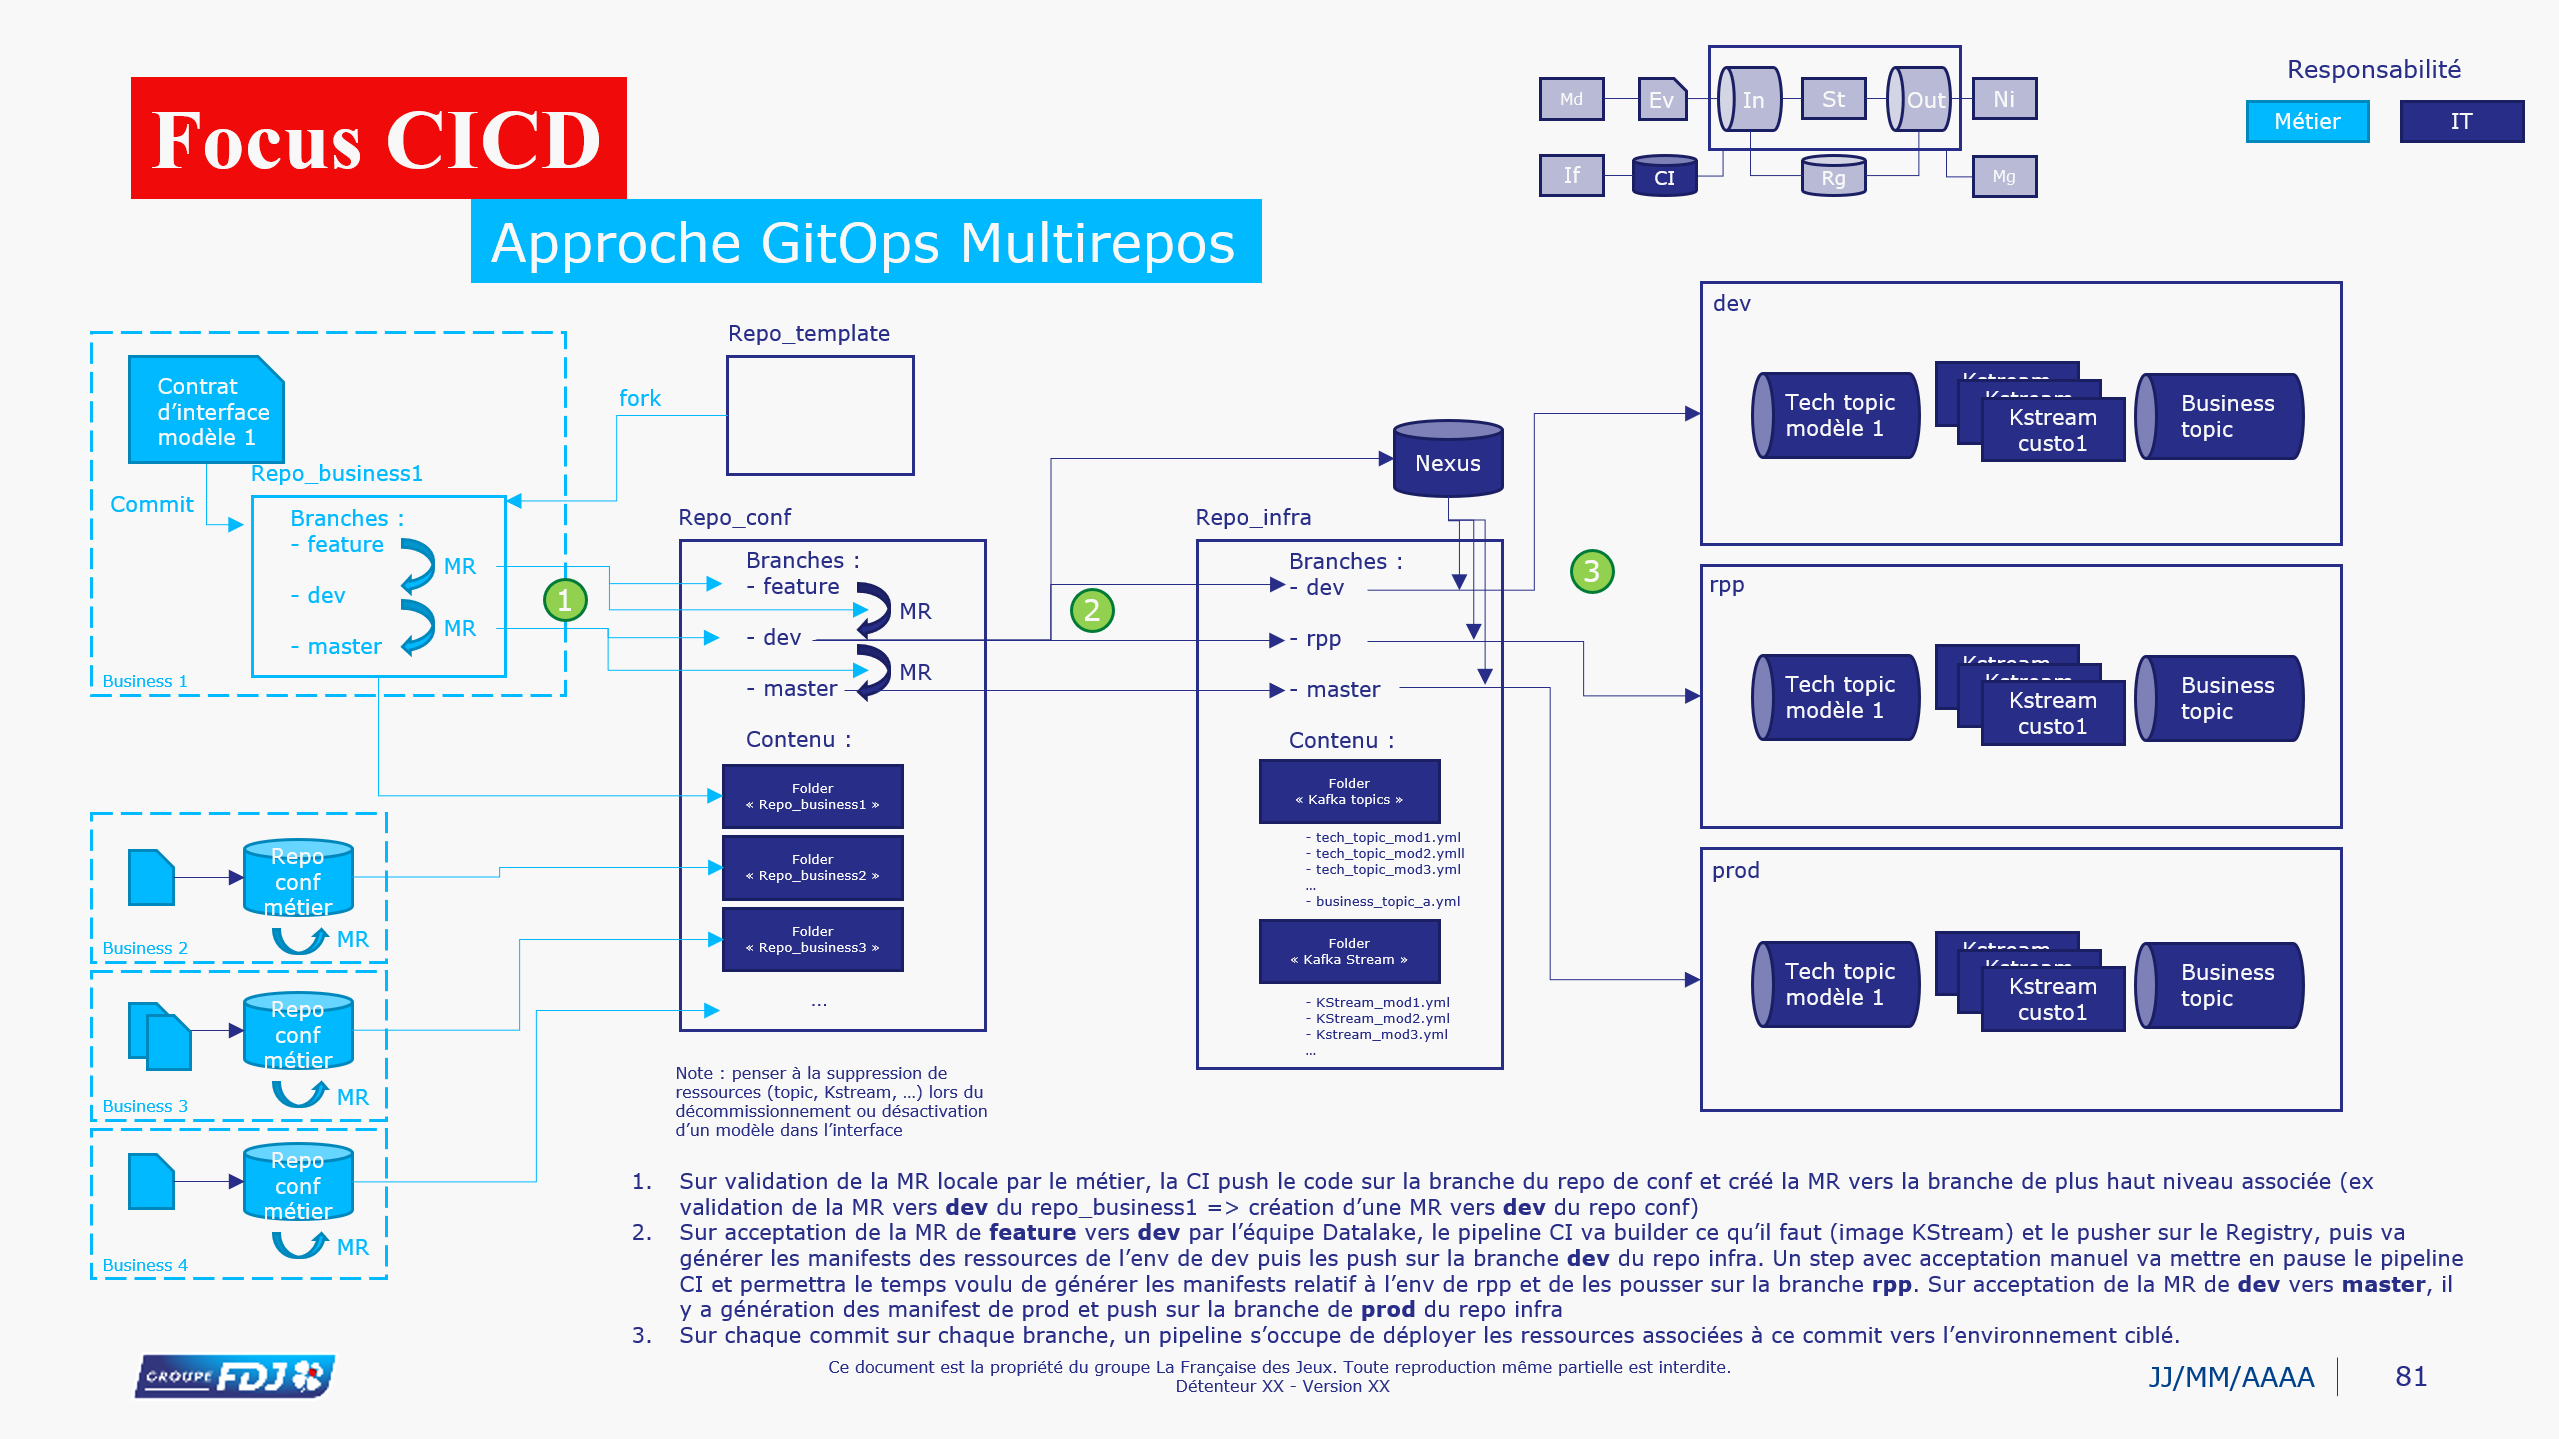 Focus CICD
Approche GitOps Multirepos
Md
Ev
In
St
Out
Ni
If
CI
Rg
Mg
Responsabilité
Métier
IT
Contrat
d’interface
modèle 1
Commit
Repo_business1
Branches :
- feature
MR
- dev
MR
- master
Business 1
fork
Repo_template
1
Repo_conf
Branches :
- feature
MR
- dev
MR
- master
Contenu :
Folder
« Repo_business1 »
Folder
« Repo_business2 »
Folder
« Repo_business3 »
...
2
Nexus
Repo_infra
Branches :
- dev
- rpp
- master
Contenu :
Folder
« Kafka topics »
- tech_topic_mod1.yml
- tech_topic_mod2.ymll
- tech_topic_mod3.yml
...
- business_topic_a.yml
Folder
« Kafka Stream »
- KStream_mod1.yml
- KStream_mod2.yml
- Kstream_mod3.yml
...
3
dev
Tech topic
modèle 1
Kstream
Kstream
Kstream
custo1
Business
topic
rpp
Tech topic
modèle 1
Kstream
Kstream
Kstream
custo1
Business
topic
prod
Tech topic
modèle 1
Kstream
Kstream
Kstream
custo1
Business
topic
Repo
conf
métier
MR
Business 2
Repo
conf
métier
MR
Business 3
Repo
conf
métier
MR
Business 4
Note : penser à la suppression de
ressources (topic, Kstream, …) lors du
décommissionnement ou désactivation
d’un modèle dans l’interface
1. Sur validation de la MR locale par le métier, la CI push le code sur la branche du repo de conf et créé la MR vers la branche de plus haut niveau associée (ex
validation de la MR vers dev du repo_business1 => création d’une MR vers dev du repo conf)
2. Sur acceptation de la MR de feature vers dev par l’équipe Datalake, le pipeline CI va builder ce qu’il faut (image KStream) et le pusher sur le Registry, puis va
générer les manifests des ressources de l’env de dev puis les push sur la branche dev du repo infra. Un step avec acceptation manuel va mettre en pause le pipeline
CI et permettra le temps voulu de générer les manifests relatif à l’env de rpp et de les pousser sur la branche rpp. Sur acceptation de la MR de dev vers master, il
y a génération des manifest de prod et push sur la branche de prod du repo infra
3. Sur chaque commit sur chaque branche, un pipeline s’occupe de déployer les ressources associées à ce commit vers l’environnement ciblé.
GROUPE FDJ
Ce document est la propriété du groupe La Française des Jeux. Toute reproduction même partielle est interdite.
Détenteur XX - Version XX
JJ/MM/AAAA
81